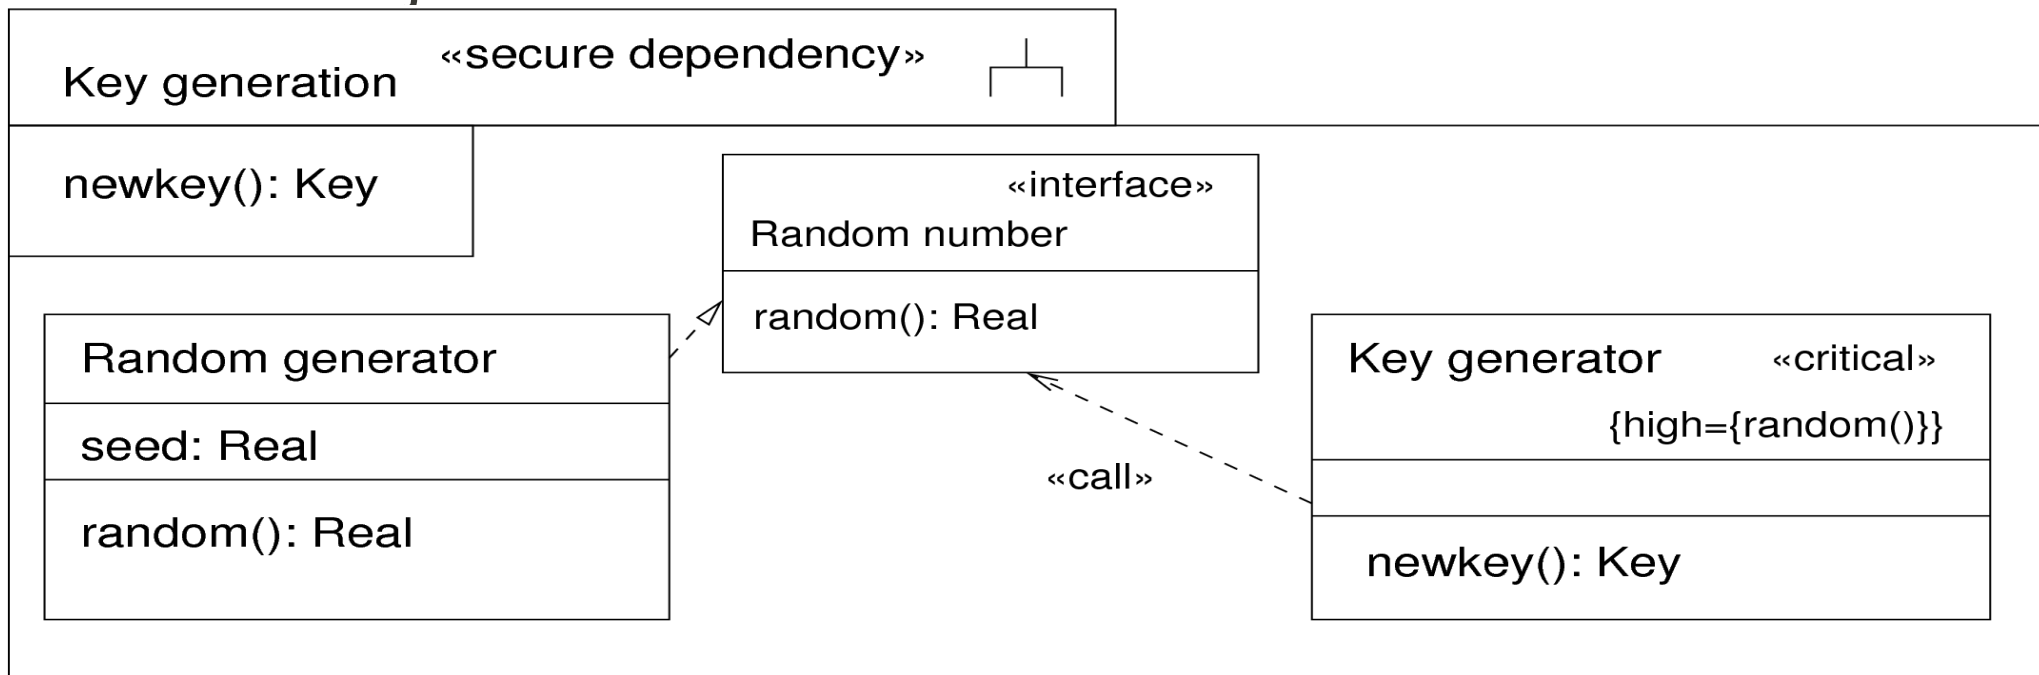 Key generation «secure dependency»
newkey(): Key
«interface»
Random number
random(): Real
Random generator
seed: Real
random(): Real
«call»
Key generator «critical»
{high={random()}}
newkey(): Key